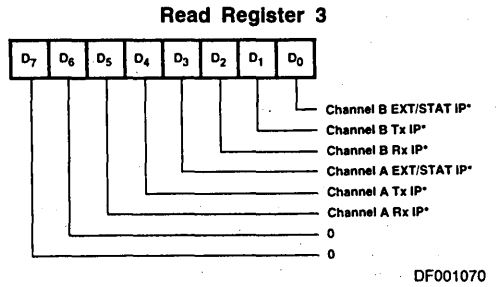 Read Register 3
D7 D6 D5 D4 D3 D2 D1 D0
Channel B EXT/STAT IP*
Channel B Tx IP*
Channel B Rx IP*
Channel A EXT/STAT IP*
Channel A Tx IP*
Channel A Rx IP*
0
0
DF001070